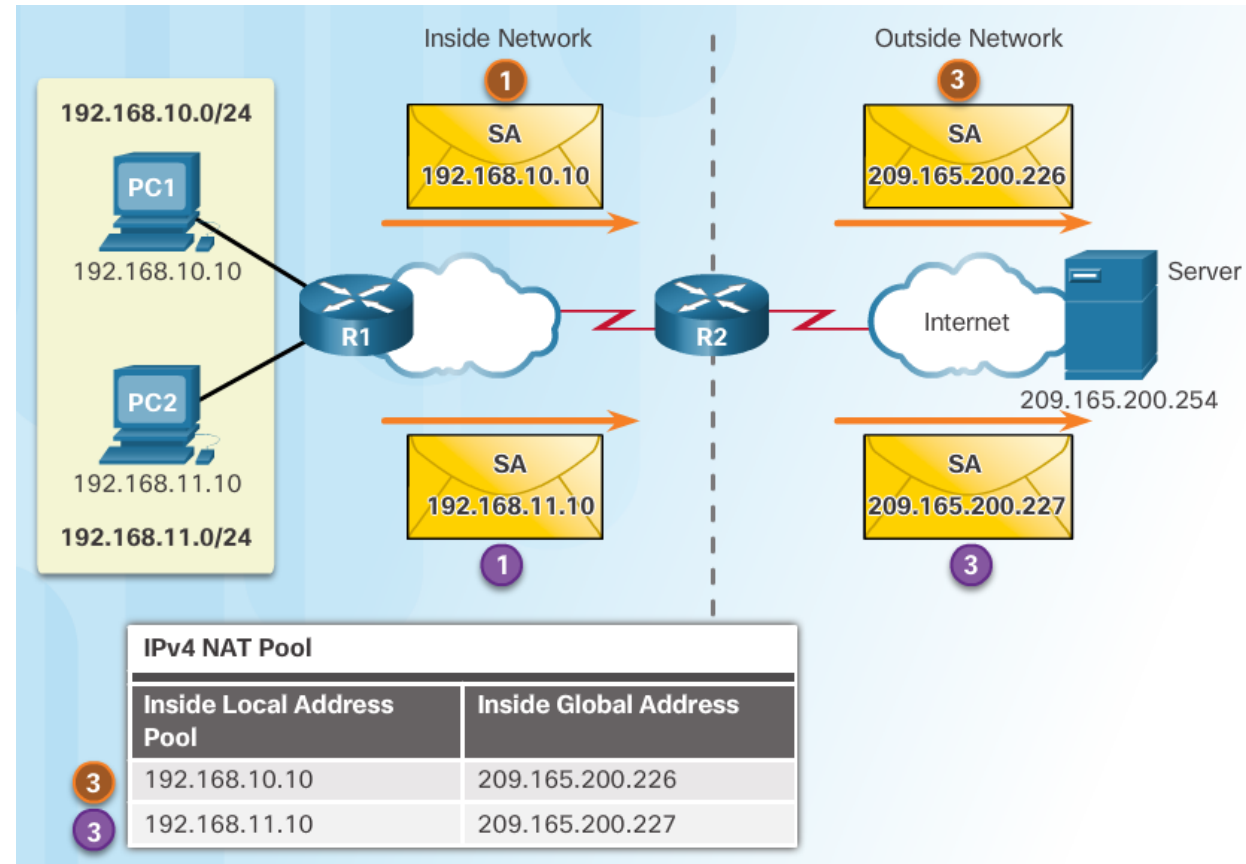 Inside Network
Outside Network
1
3
192.168.10.0/24
SA
192.168.10.10
SA
209.165.200.226
PC1
192.168.10.10
Server
R1
R2
Internet
PC2
209.165.200.254
192.168.11.10
SA
192.168.11.10
SA
209.165.200.227
192.168.11.0/24
1
3
IPv4 NAT Pool
Inside Local Address
Pool
Inside Global Address
3
192.168.10.10
209.165.200.226
3
192.168.11.10
209.165.200.227